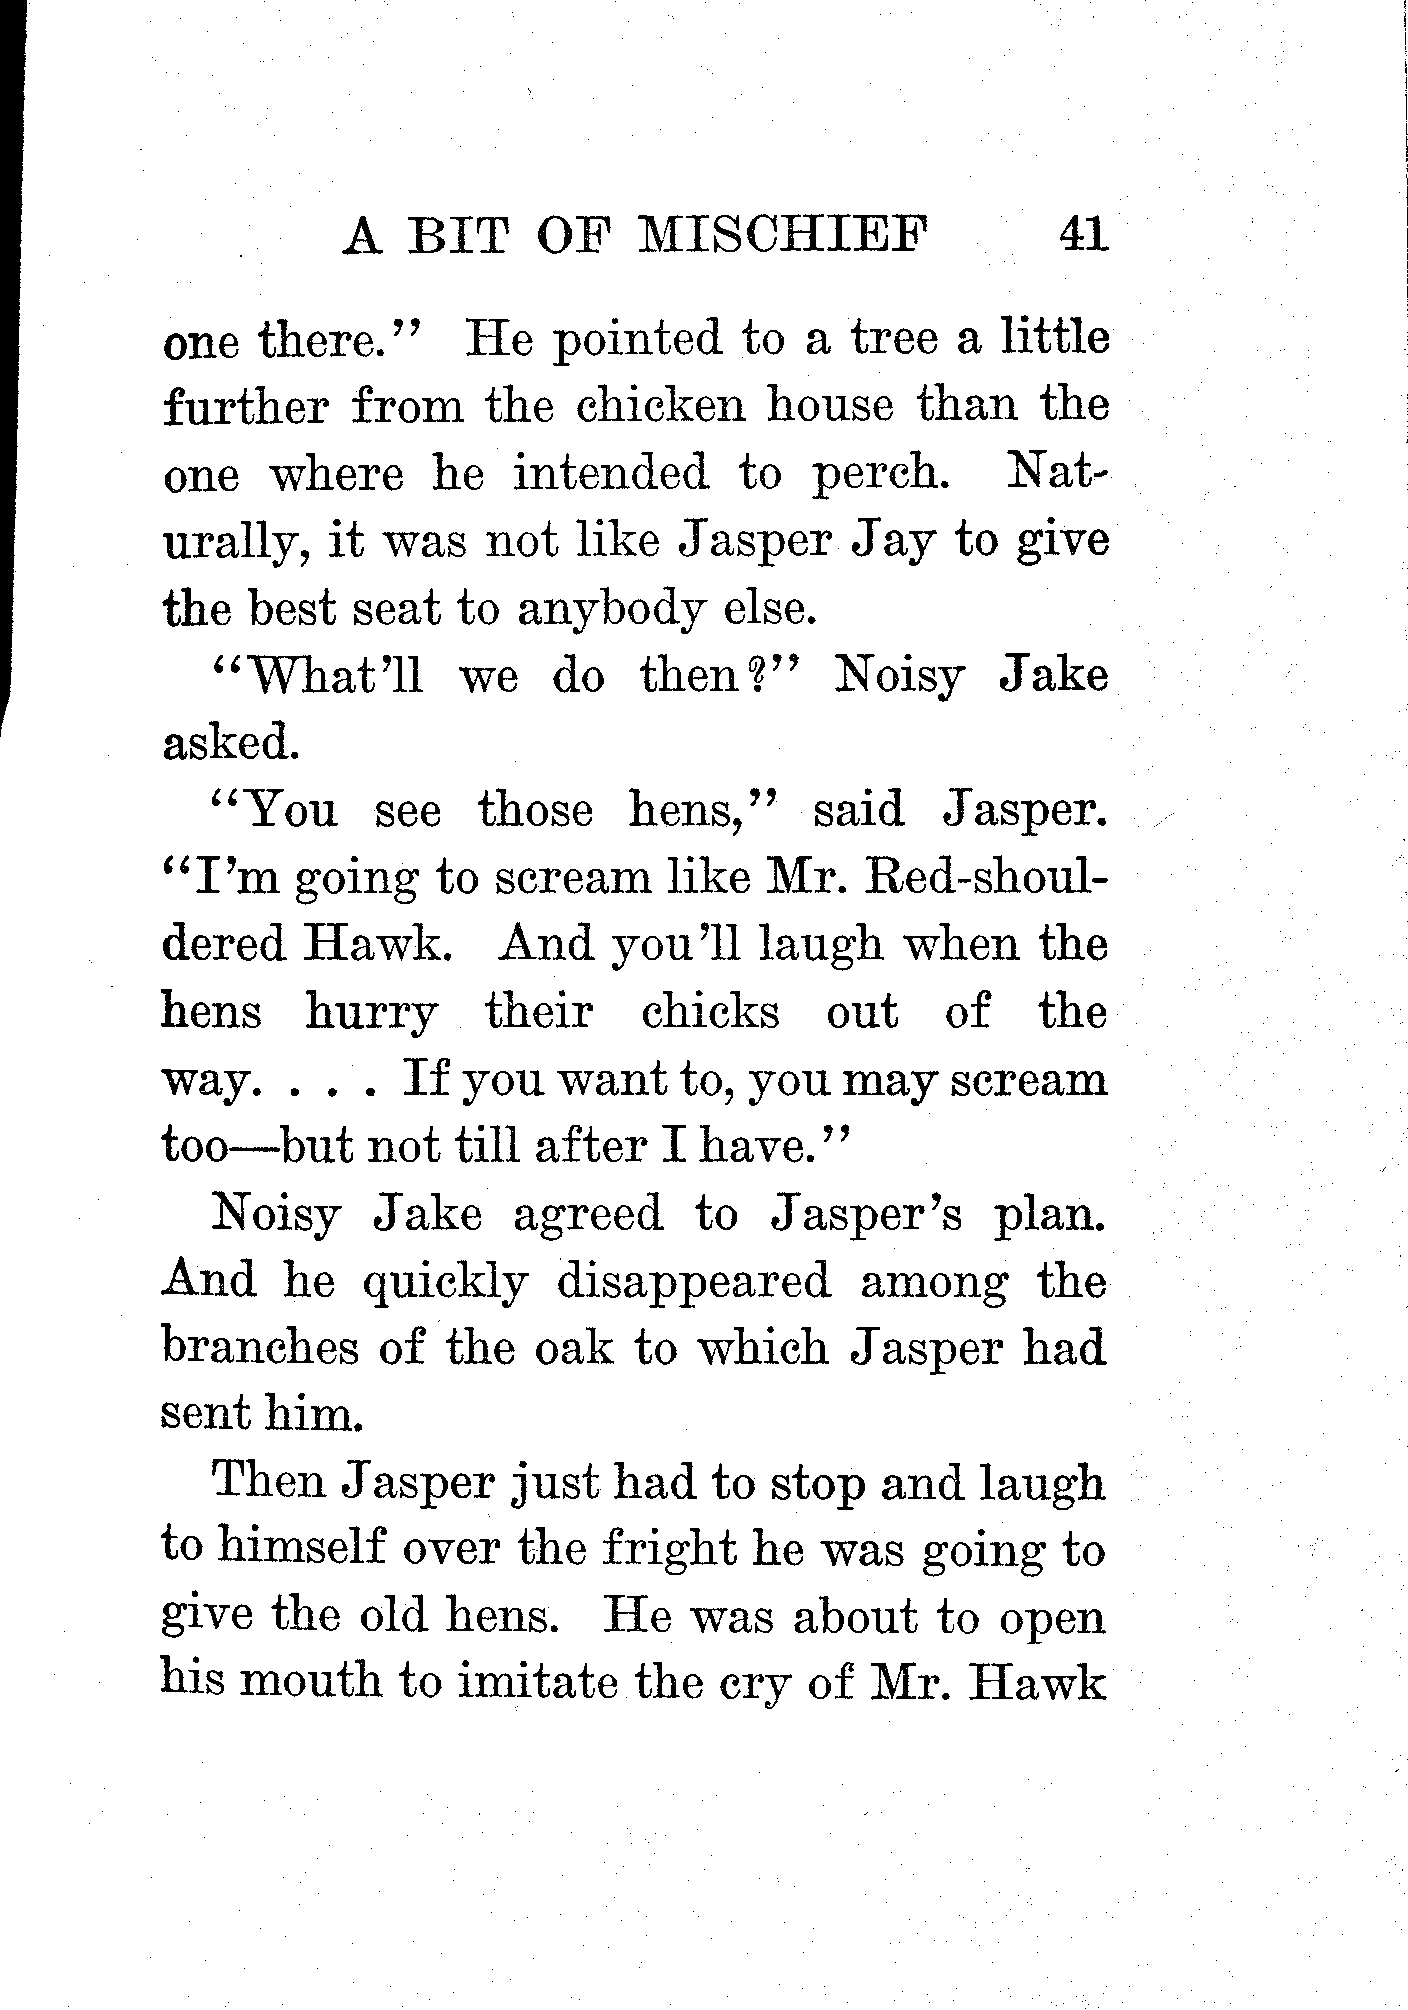 A BIT OF MISCHIEF 41
one there." He pointed to a tree a little
further from the chicken house than the
one where he intended to perch. Nat-
urally, it was not like Jasper Jay to give
the best seat to anybody else.
"What'll we do then?" Noisy Jake
asked.
"You see those hens," said Jasper.
"I'm going to scream like Mr. Red-shoul-
dered Hawk. And you'll laugh when the
hens hurry their chicks out of the
way. . . . If you want to, you may scream
too—but not till after I have."
Noisy Jake agreed to Jasper's plan.
And he quickly disappeared among the
branches of the oak to which Jasper had
sent him.
Then Jasper just had to stop and laugh
to himself over the fright he was going to
give the old hens. He was about to open
his mouth to imitate the cry of Mr. Hawk